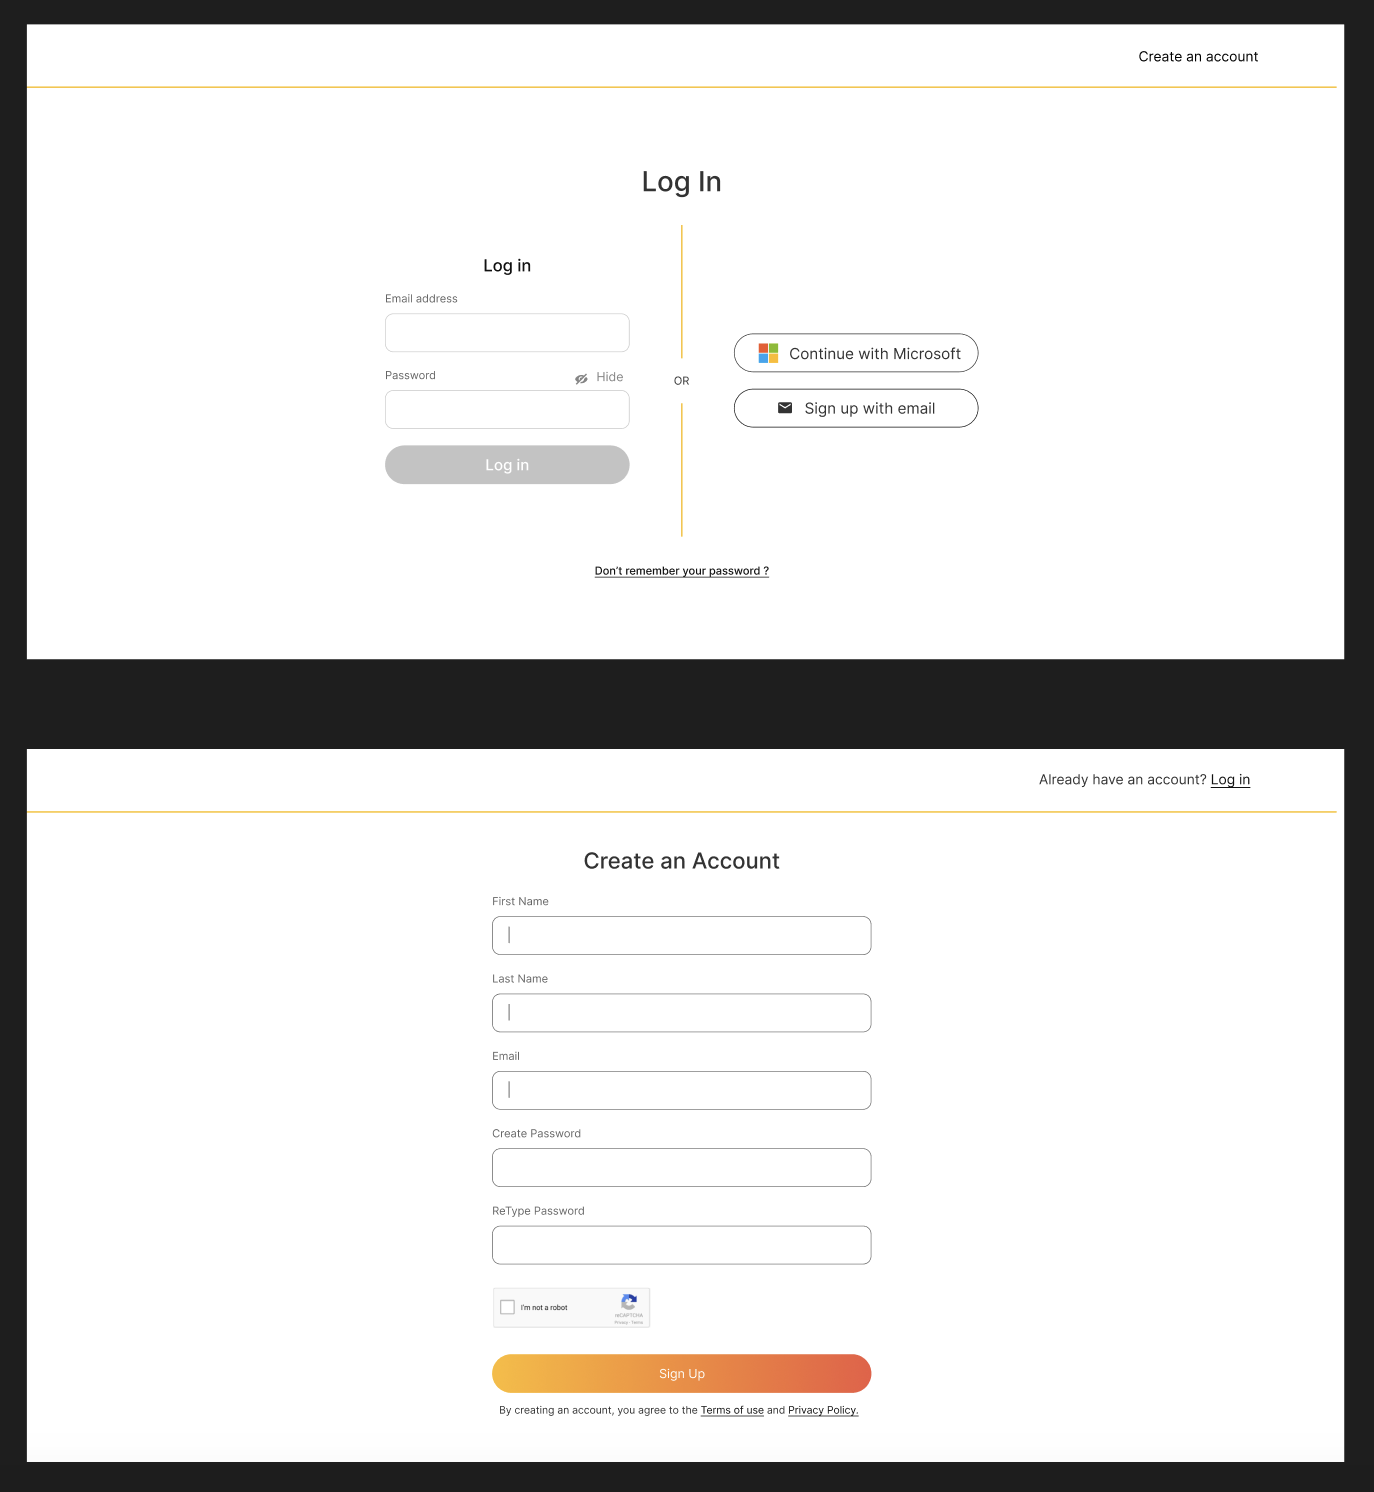 Create an account
Log In
Log in
Email address
Password
Hide
Log in
OR
Continue with Microsoft
Sign up with email
Don't remember your password ?
Already have an account? Log in
Create an Account
First Name
Last Name
Email
Create Password
ReType Password
I'm not a robot
reCAPTCHA
Privacy - Terms
Sign Up
By creating an account, you agree to the Terms of use and Privacy Policy.